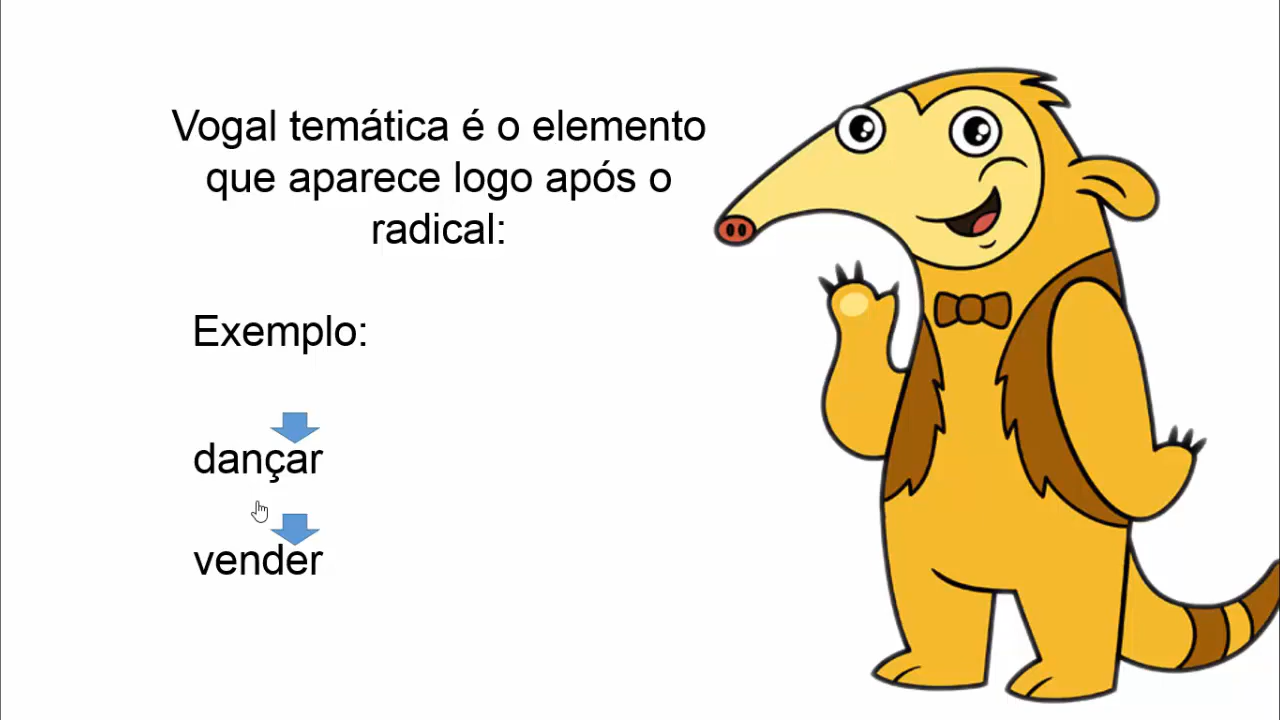 Vogal temática é o elemento
que aparece logo após o
radical:
Exemplo:
dançar
vender